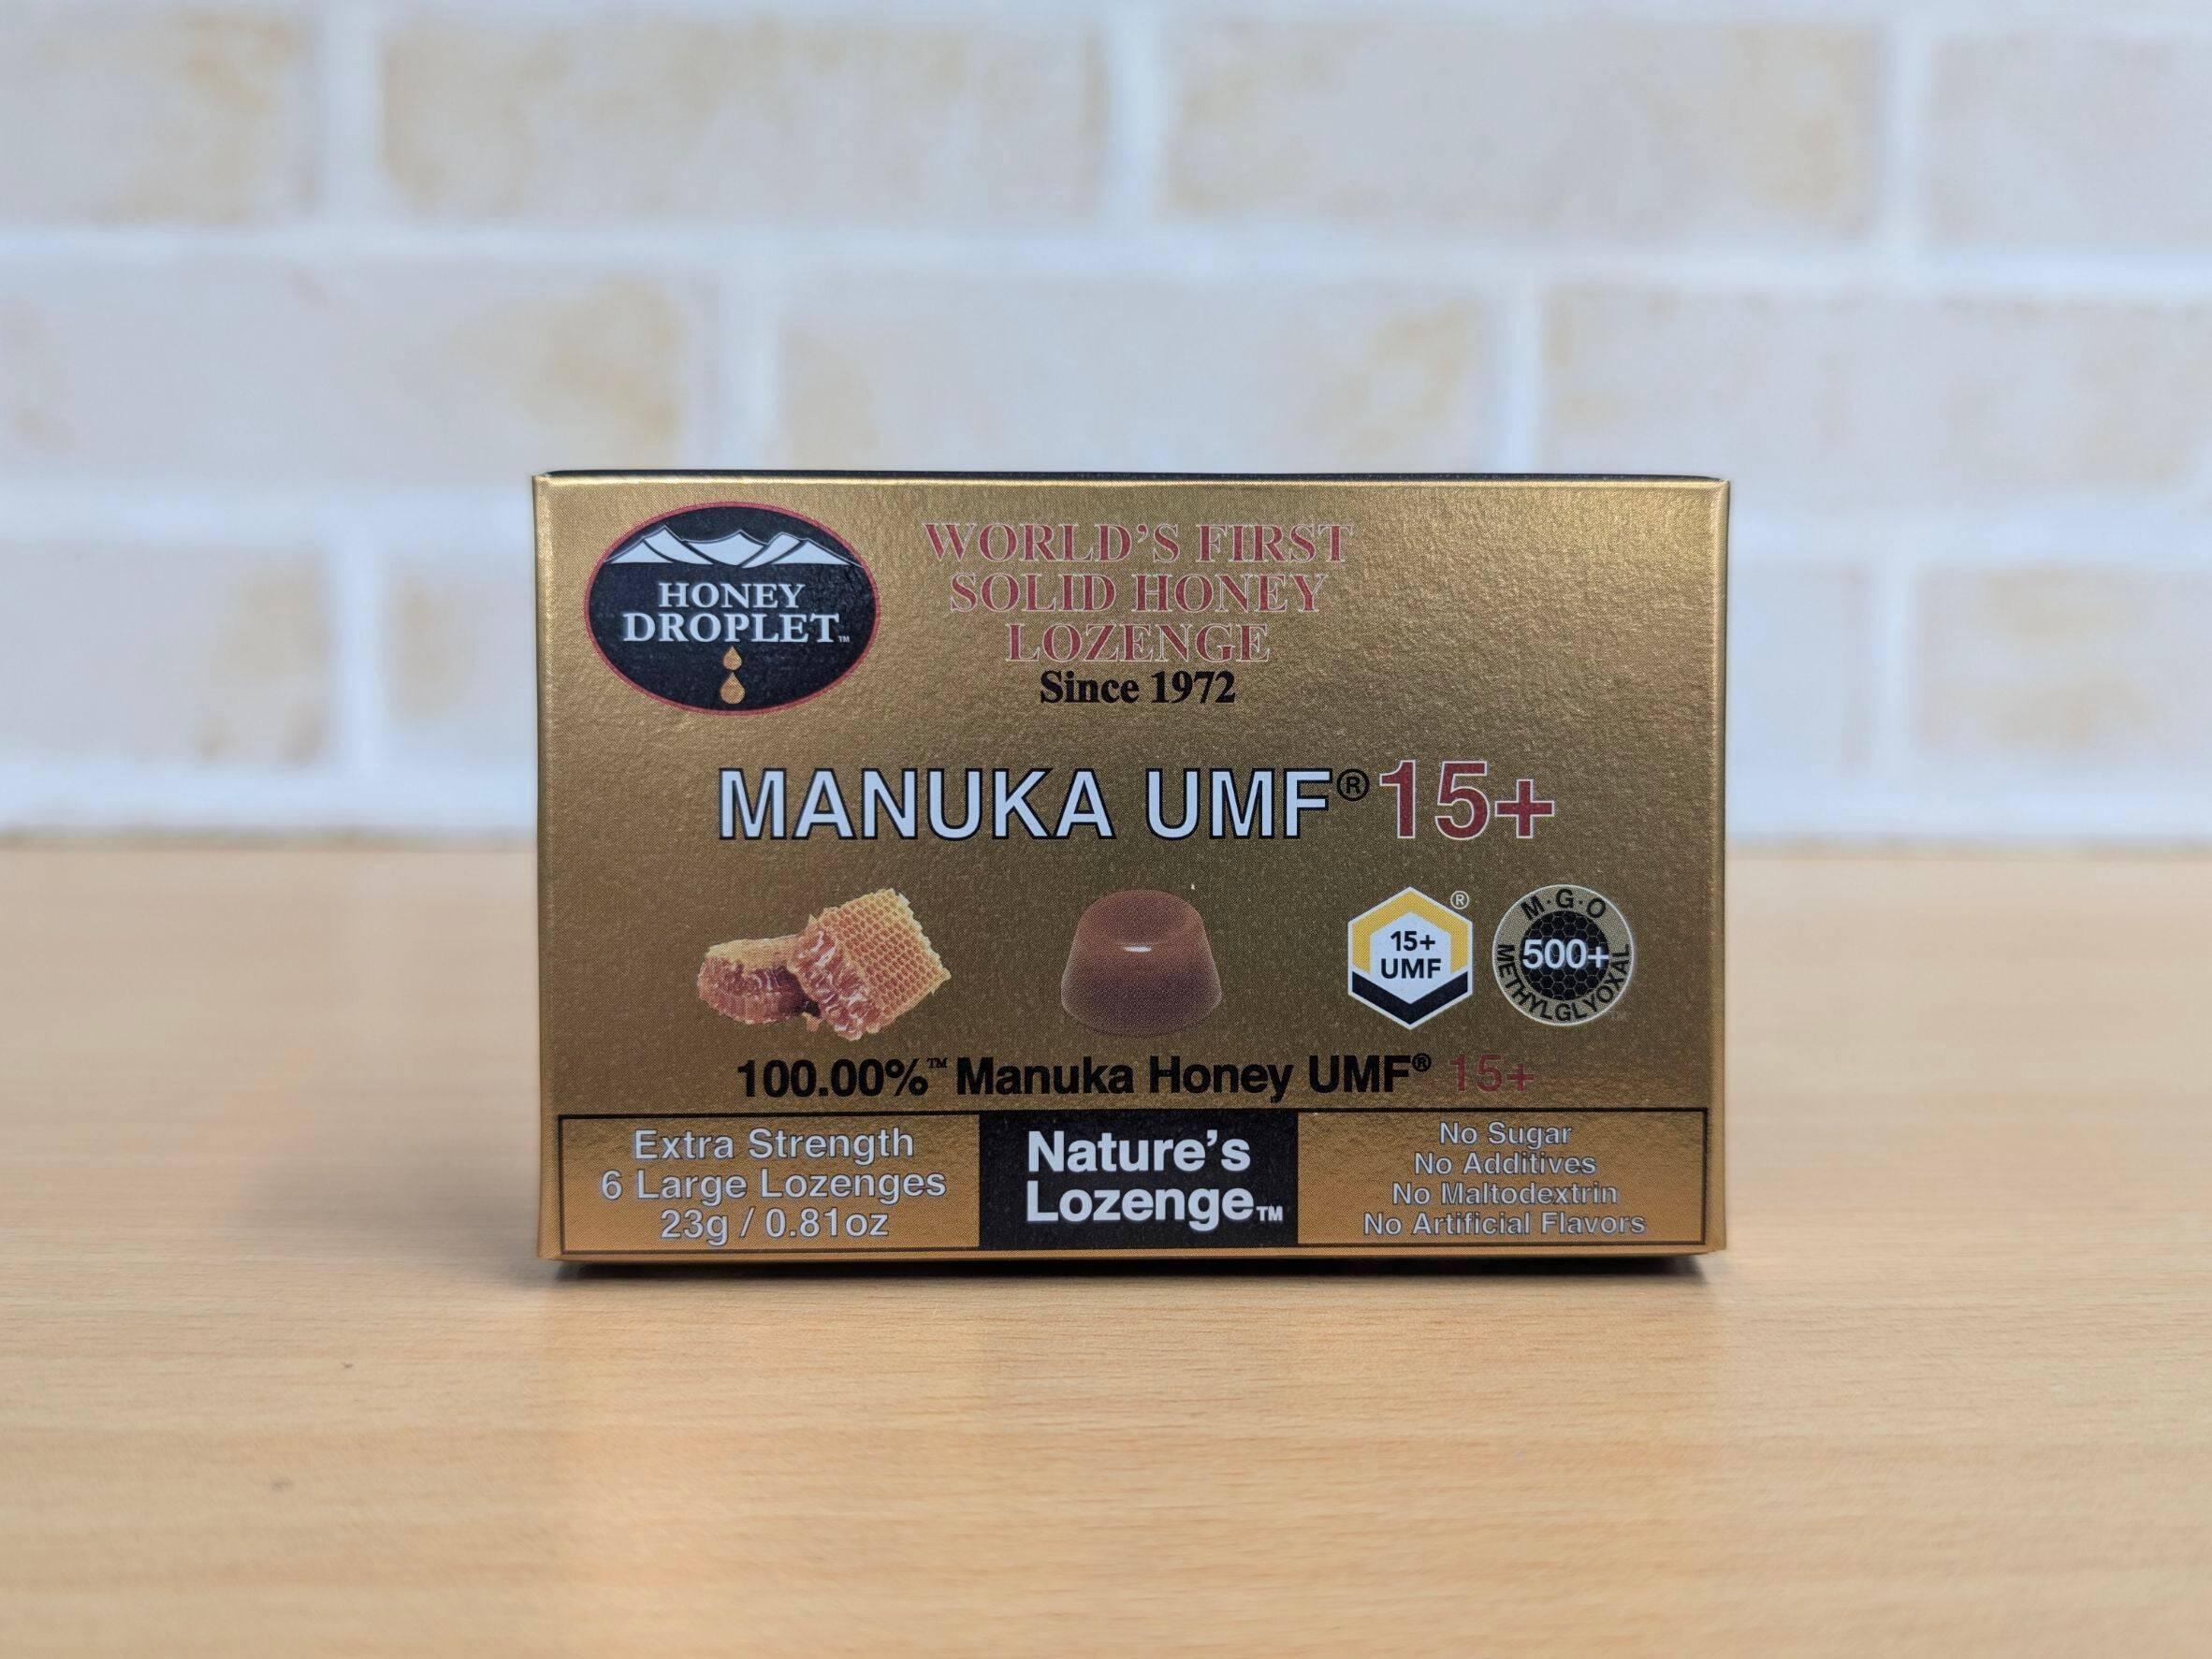 HONEY
DROPLET™
WORLD'S FIRST
SOLID HONEY
LOZENGE
Since 1972
MANUKA UMF® 15+
15+
UMF
®
M·G·O
500+
METHYLGLYOXAL
100.00%™ Manuka Honey UMF® 15+
Extra Strength
6 Large Lozenges
23g / 0.81oz
Nature's
Lozenge™
No Sugar
No Additives
No Maltodextrin
No Artificial Flavors